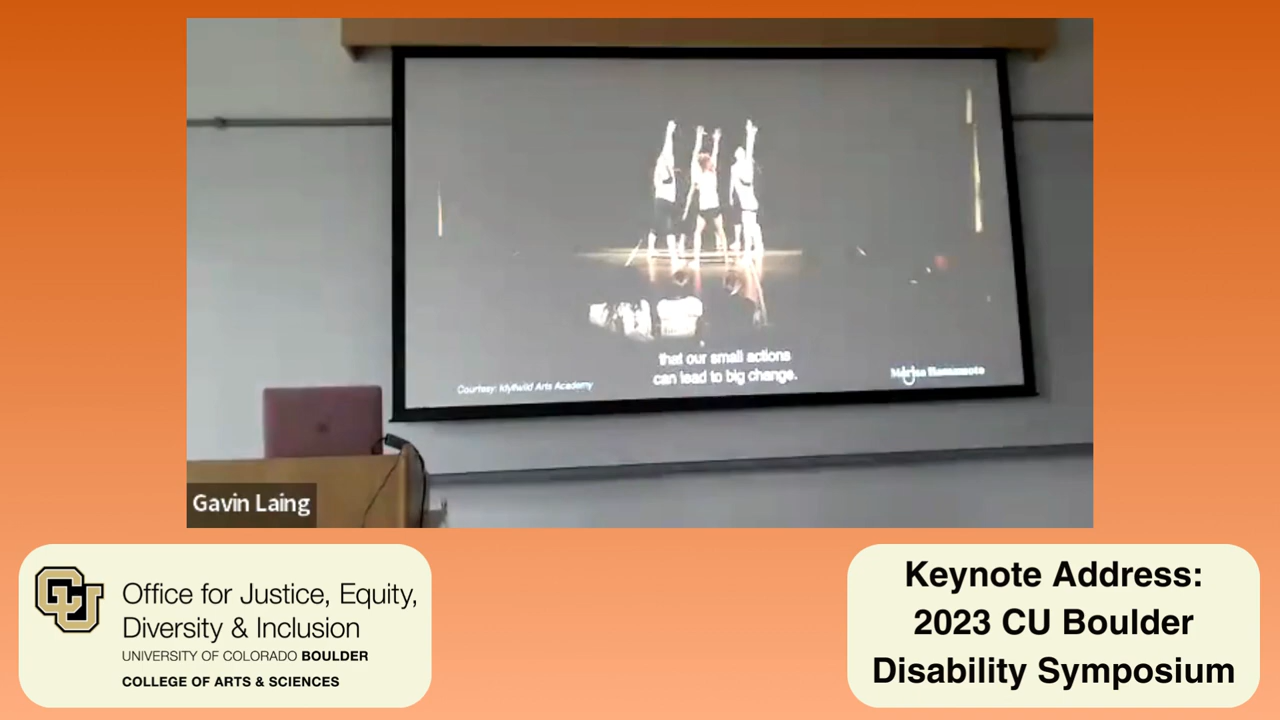 that our small actions
can lead to big change.
Courtesy: Idyllwild Arts Academy
Gavin Laing
CU
Office for Justice, Equity,
Diversity & Inclusion
UNIVERSITY OF COLORADO BOULDER
COLLEGE OF ARTS & SCIENCES
Keynote Address:
2023 CU Boulder
Disability Symposium